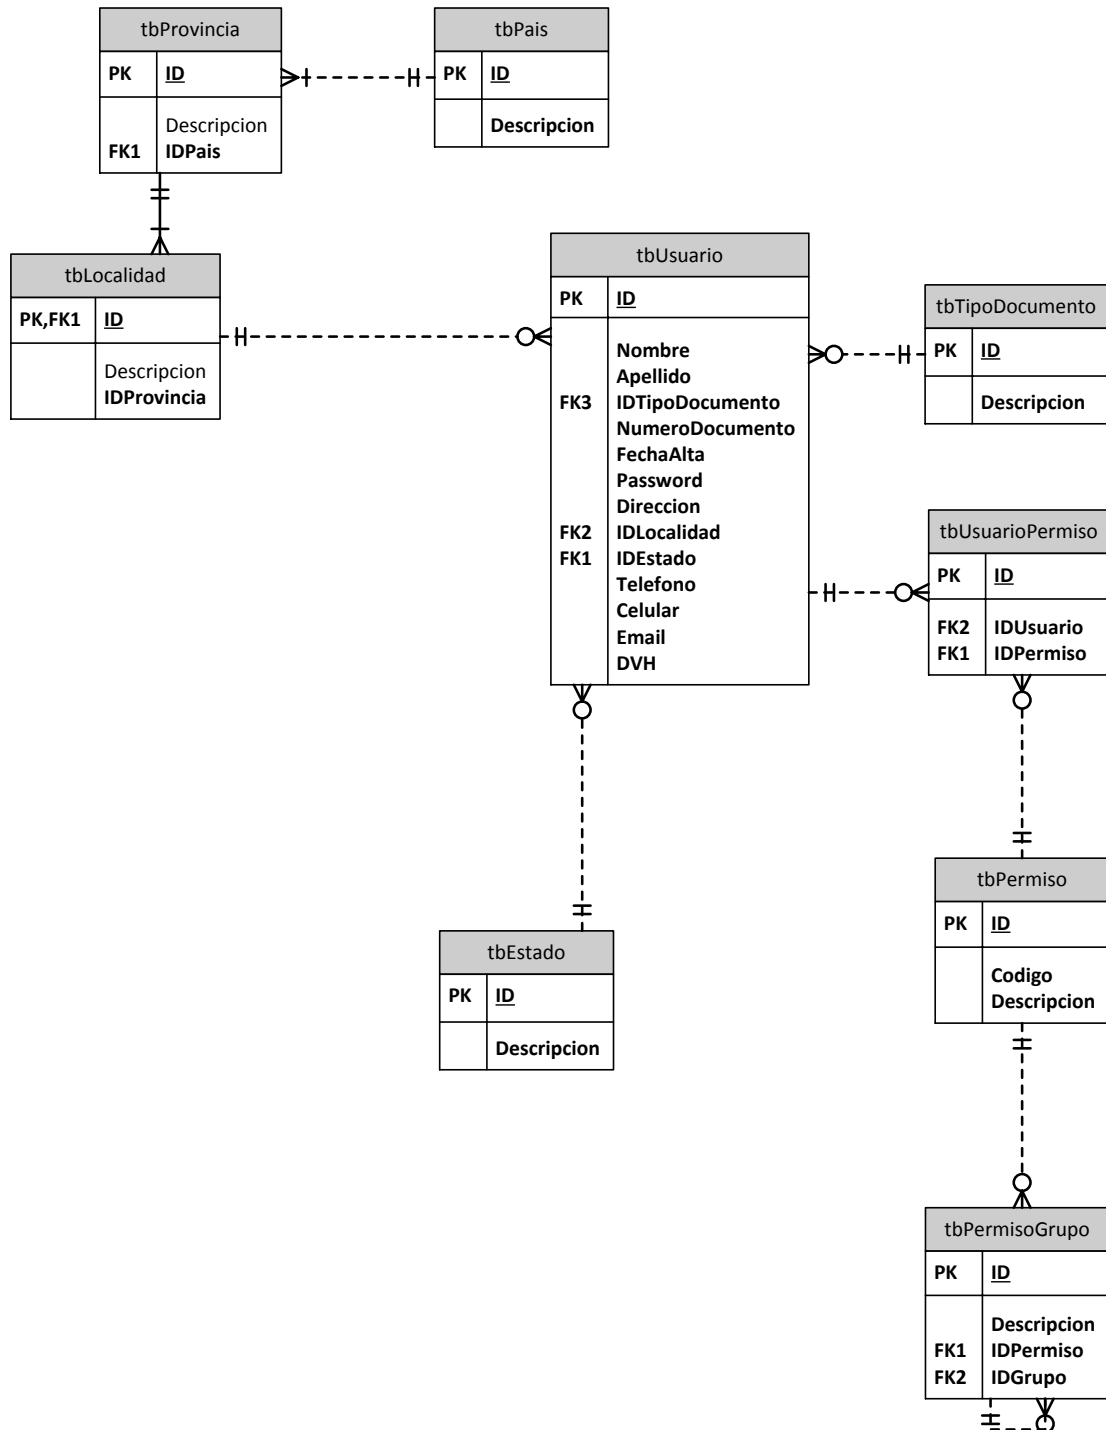 tbProvincia
PK ID
Descripcion
FK1 IDPais
tbPais
PK ID
Descripcion
tbLocalidad
PK,FK1 ID
Descripcion
IDProvincia
tbUsuario
PK ID
Nombre
Apellido
FK3 IDTipoDocumento
NumeroDocumento
FechaAlta
Password
Direccion
FK2 IDLocalidad
FK1 IDEstado
Telefono
Celular
Email
DVH
tbTipoDocumento
PK ID
Descripcion
tbUsuarioPermiso
PK ID
FK2 IDUsuario
FK1 IDPermiso
tbPermiso
PK ID
Codigo
Descripcion
tbEstado
PK ID
Descripcion
tbPermisoGrupo
PK ID
Descripcion
FK1 IDPermiso
FK2 IDGrupo